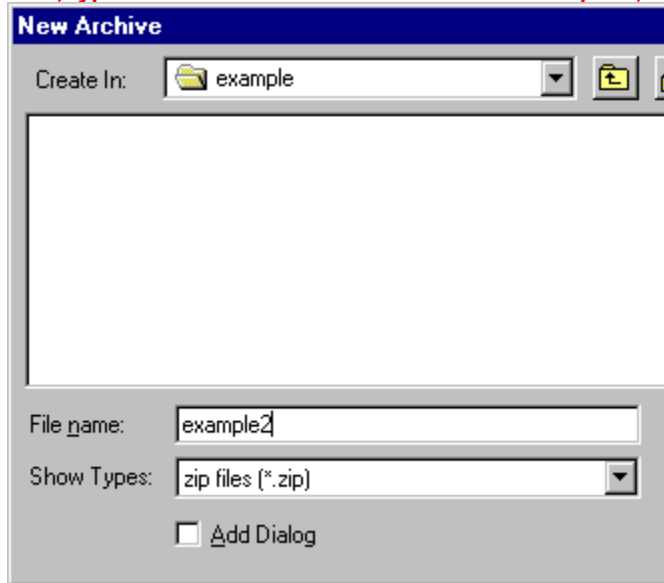 New Archive
Create In: example
File name: example2
Show Types: zip files (*.zip)
Add Dialog